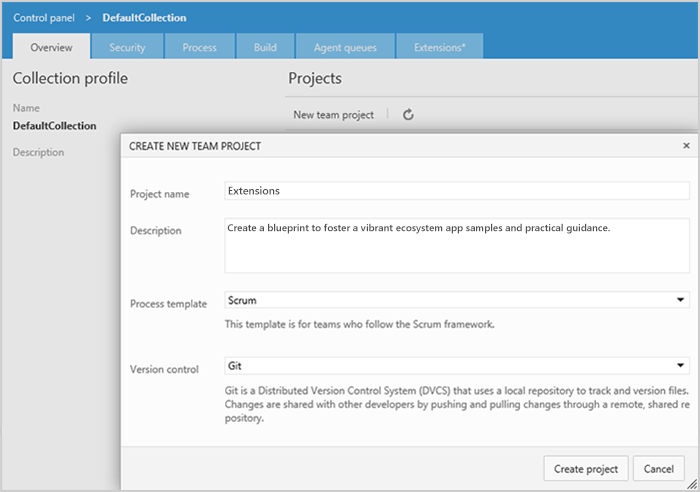 Control panel > DefaultCollection
Overview Security Process Build Agent queues Extensions*
Collection profile
Projects
Name
DefaultCollection
Description
New team project
CREATE NEW TEAM PROJECT
Project name
Extensions
Description
Create a blueprint to foster a vibrant ecosystem app samples and practical guidance.
Process template
Scrum
This template is for teams who follow the Scrum framework.
Version control
Git
Git is a Distributed Version Control System (DVCS) that uses a local repository to track and version files.
Changes are shared with other developers by pushing and pulling changes through a remote, shared re
pository.
Create project Cancel